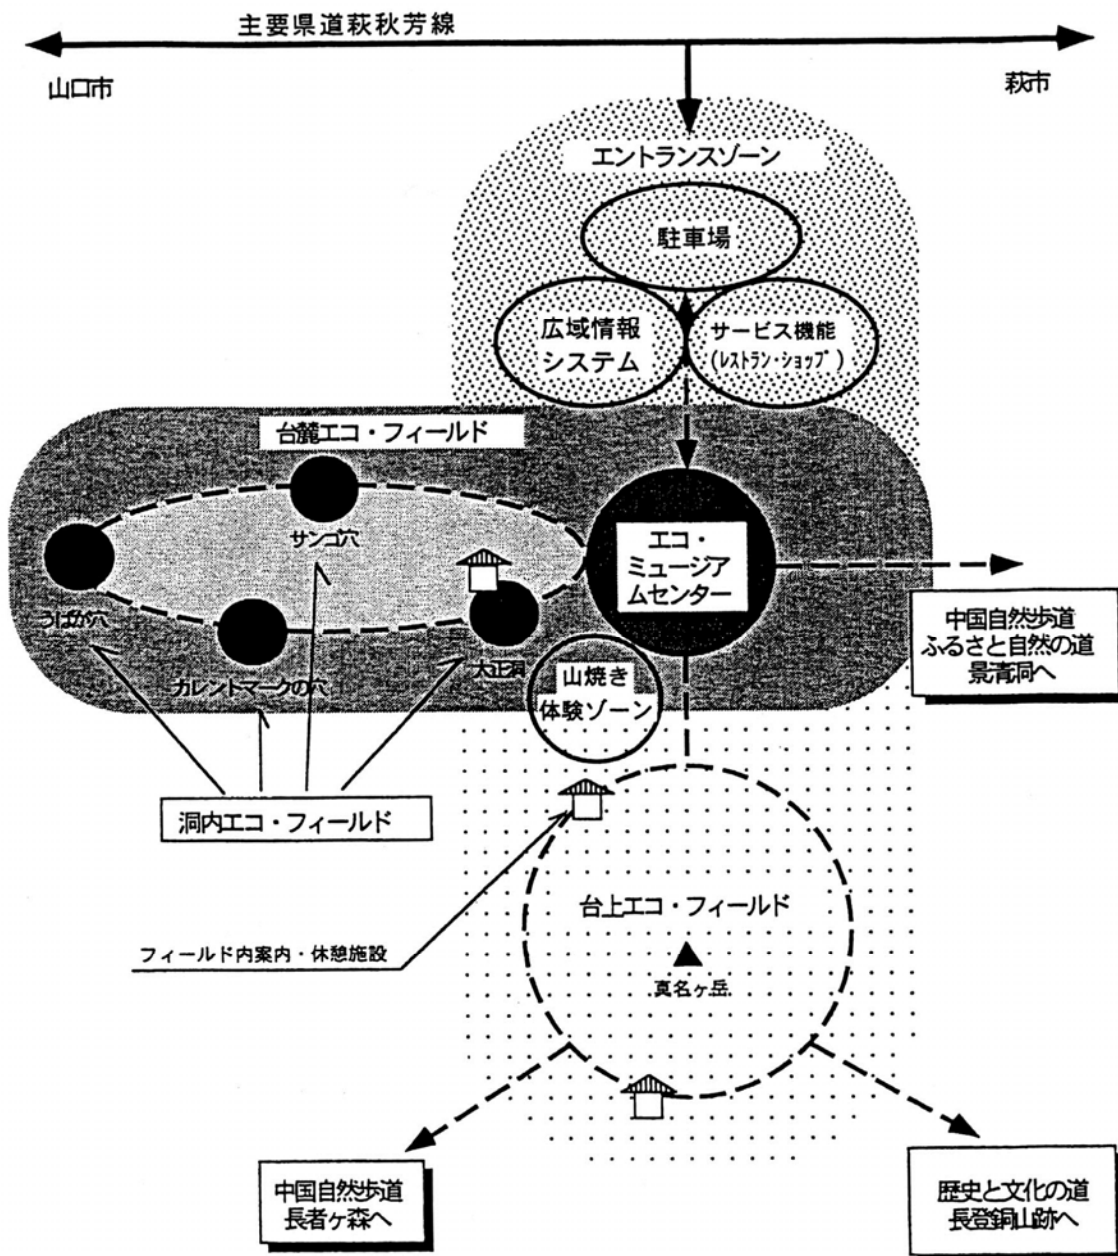 主要県道萩秋芳線
山口市
萩市
エントランスゾーン
駐車場
広域情報
システム
サービス機能
(レストラン・ショップ)
台麓エコ・フィールド
サンゴ穴
エコ・
ミュージア
ムセンター
うばが穴
カレントマークの穴
大正洞
山焼き
体験ゾーン
中国自然歩道
ふるさと自然の道
景清洞へ
洞内エコ・フィールド
台上エコ・フィールド
フィールド内案内・休憩施設
真名ヶ岳
中国自然歩道
長者ヶ森へ
歴史と文化の道
長登銅山跡へ